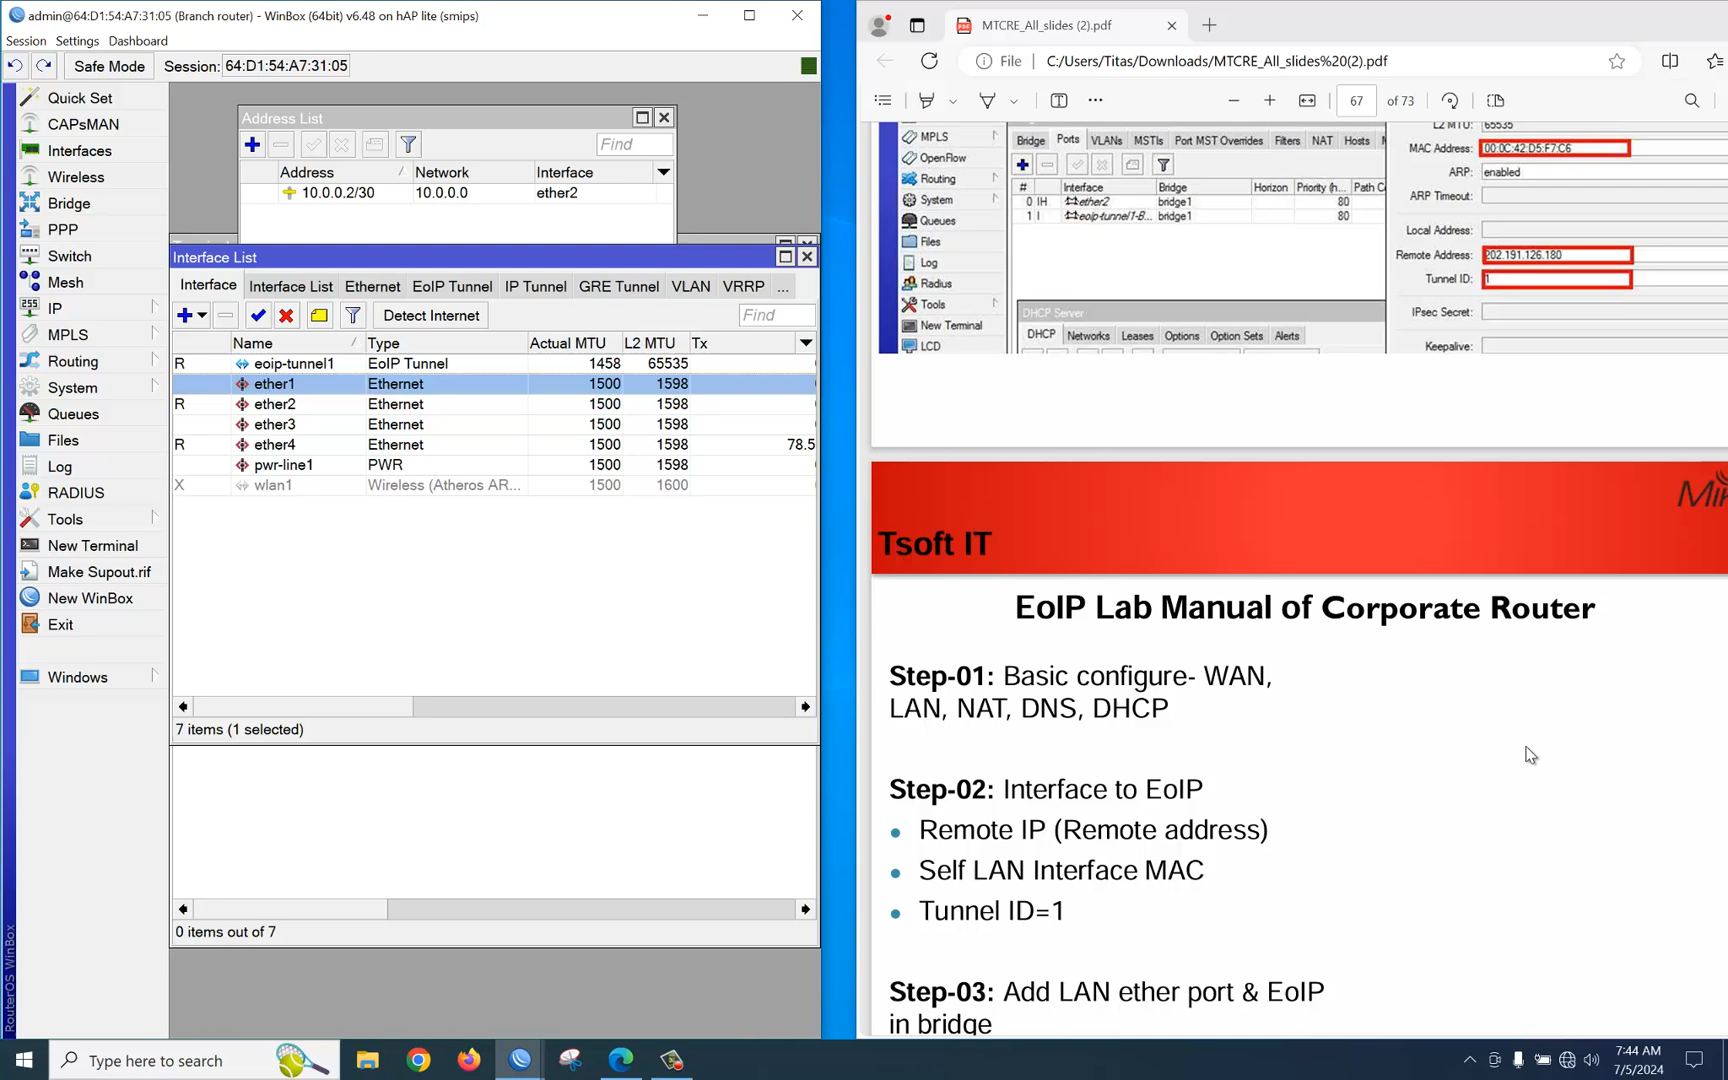 admin@64:D1:54:A7:31:05 (Branch router) - WinBox (64bit) v6.48 on hAP lite (smips)
Session Settings Dashboard
Safe Mode Session: 64:D1:54:A7:31:05
Quick Set
CAPsMAN
Interfaces
Wireless
Bridge
PPP
Switch
Mesh
IP
MPLS
Routing
System
Queues
Files
Log
RADIUS
Tools
New Terminal
Make Supout.rif
New WinBox
Exit
Windows
RouterOS WinBox
Address List
Find
Address Network Interface
10.0.0.2/30 10.0.0.0 ether2
Interface List
Interface Interface List Ethernet EoIP Tunnel IP Tunnel GRE Tunnel VLAN VRRP ...
Detect Internet Find
Name Type Actual MTU L2 MTU Tx
R eoip-tunnel1 EoIP Tunnel 1458 65535
ether1 Ethernet 1500 1598
R ether2 Ethernet 1500 1598
ether3 Ethernet 1500 1598
R ether4 Ethernet 1500 1598 78.5
pwr-line1 PWR 1500 1598
X wlan1 Wireless (Atheros AR... 1500 1600
7 items (1 selected)
0 items out of 7
MTCRE_All_slides (2).pdf
File C:/Users/Titas/Downloads/MTCRE_All_slides%20(2).pdf
67 of 73
MPLS
OpenFlow
Routing
System
Queues
Files
Log
Radius
Tools
New Terminal
LCD
Bridge Ports VLANs MSTIs Port MST Overrides Filters NAT Hosts
# Interface Bridge Horizon Priority (h... Path C
0 IH ether2 bridge1 80
1 I eoip-tunnel1-B... bridge1 80
DHCP Server
DHCP Networks Leases Options Option Sets Alerts
L2 MTU: 65535
MAC Address: 00:0C:42:D5:F7:C6
ARP: enabled
ARP Timeout:
Local Address:
Remote Address: 202.191.126.180
Tunnel ID: 1
IPsec Secret:
Keepalive:
Tsoft IT
EoIP Lab Manual of Corporate Router
Step-01: Basic configure- WAN,
LAN, NAT, DNS, DHCP
Step-02: Interface to EoIP
• Remote IP (Remote address)
• Self LAN Interface MAC
• Tunnel ID=1
Step-03: Add LAN ether port & EoIP
in bridge
Type here to search
7:44 AM
7/5/2024